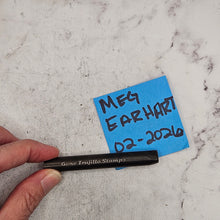 MEG
EARHART
02-2026
Gene Trujillo Stamps